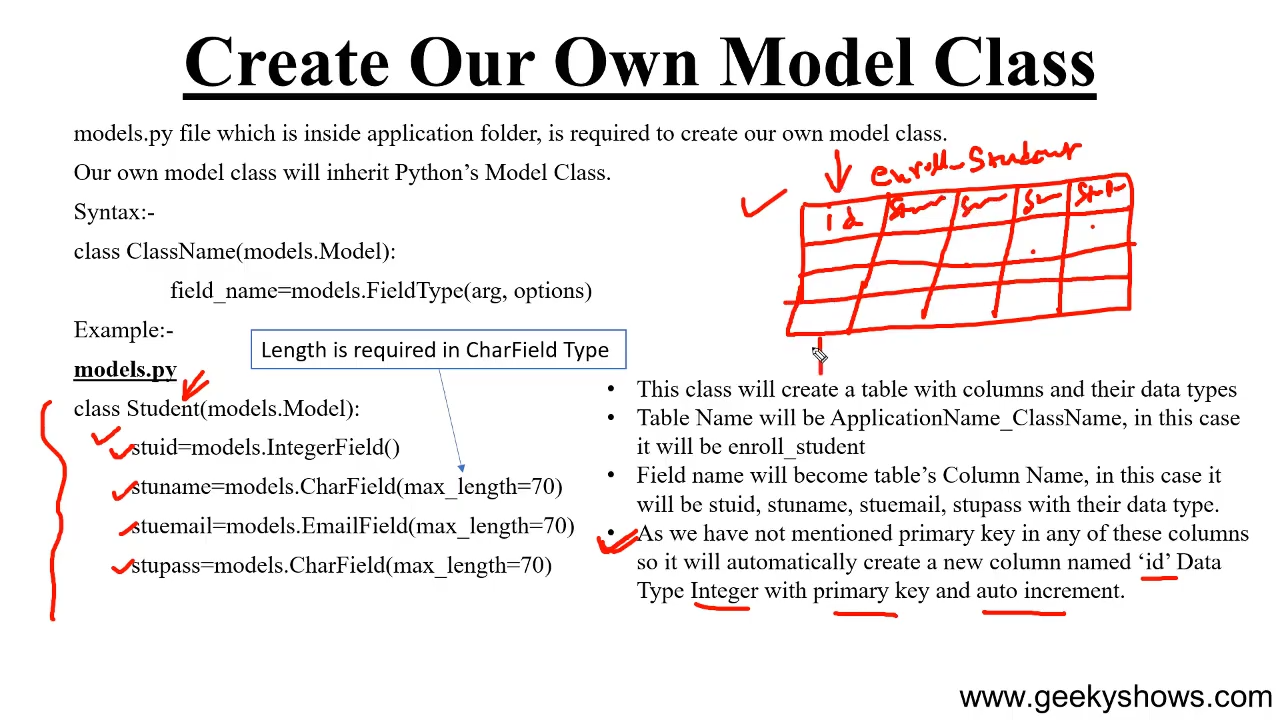 Create Our Own Model Class
models.py file which is inside application folder, is required to create our own model class.
Our own model class will inherit Python's Model Class.
Syntax:-
class ClassName(models.Model):
field_name=models.FieldType(arg, options)
Example:-
Length is required in CharField Type
models.py
class Student(models.Model):
stuid=models.IntegerField()
stuname=models.CharField(max_length=70)
stuemail=models.EmailField(max_length=70)
stupass=models.CharField(max_length=70)
enroll_Student
id
• This class will create a table with columns and their data types
• Table Name will be ApplicationName_ClassName, in this case
it will be enroll_student
• Field name will become table's Column Name, in this case it
will be stuid, stuname, stuemail, stupass with their data type.
• As we have not mentioned primary key in any of these columns
so it will automatically create a new column named ‘id’ Data
Type Integer with primary key and auto increment.
www.geekyshows.com